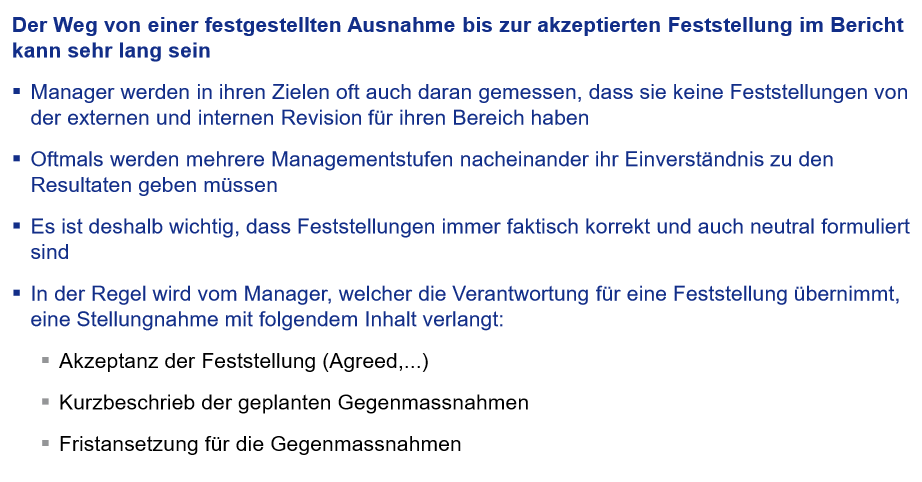 Der Weg von einer festgestellten Ausnahme bis zur akzeptierten Feststellung im Bericht
kann sehr lang sein
▪ Manager werden in ihren Zielen oft auch daran gemessen, dass sie keine Feststellungen von
der externen und internen Revision für ihren Bereich haben
▪ Oftmals werden mehrere Managementstufen nacheinander ihr Einverständnis zu den
Resultaten geben müssen
▪ Es ist deshalb wichtig, dass Feststellungen immer faktisch korrekt und auch neutral formuliert
sind
▪ In der Regel wird vom Manager, welcher die Verantwortung für eine Feststellung übernimmt,
eine Stellungnahme mit folgendem Inhalt verlangt:
▪ Akzeptanz der Feststellung (Agreed,...)
▪ Kurzbeschrieb der geplanten Gegenmassnahmen
▪ Fristansetzung für die Gegenmassnahmen